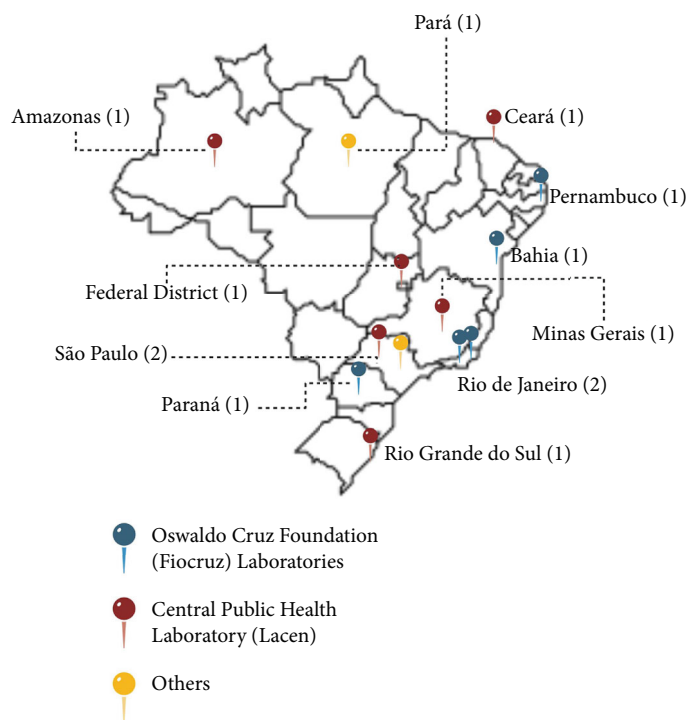 Pará (1)
Amazonas (1)
Ceará (1)
Pernambuco (1)
Bahia (1)
Federal District (1)
Minas Gerais (1)
São Paulo (2)
Rio de Janeiro (2)
Paraná (1)
Rio Grande do Sul (1)
Oswaldo Cruz Foundation
(Fiocruz) Laboratories
Central Public Health
Laboratory (Lacen)
Others